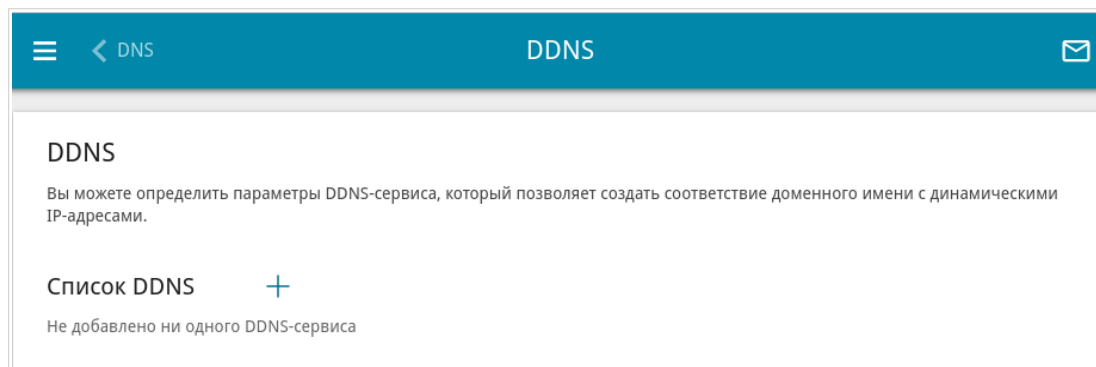 DNS
DDNS
DDNS
Вы можете определить параметры DDNS-сервиса, который позволяет создать соответствие доменного имени с динамическими
IP-адресами.
Список DDNS
Не добавлено ни одного DDNS-сервиса